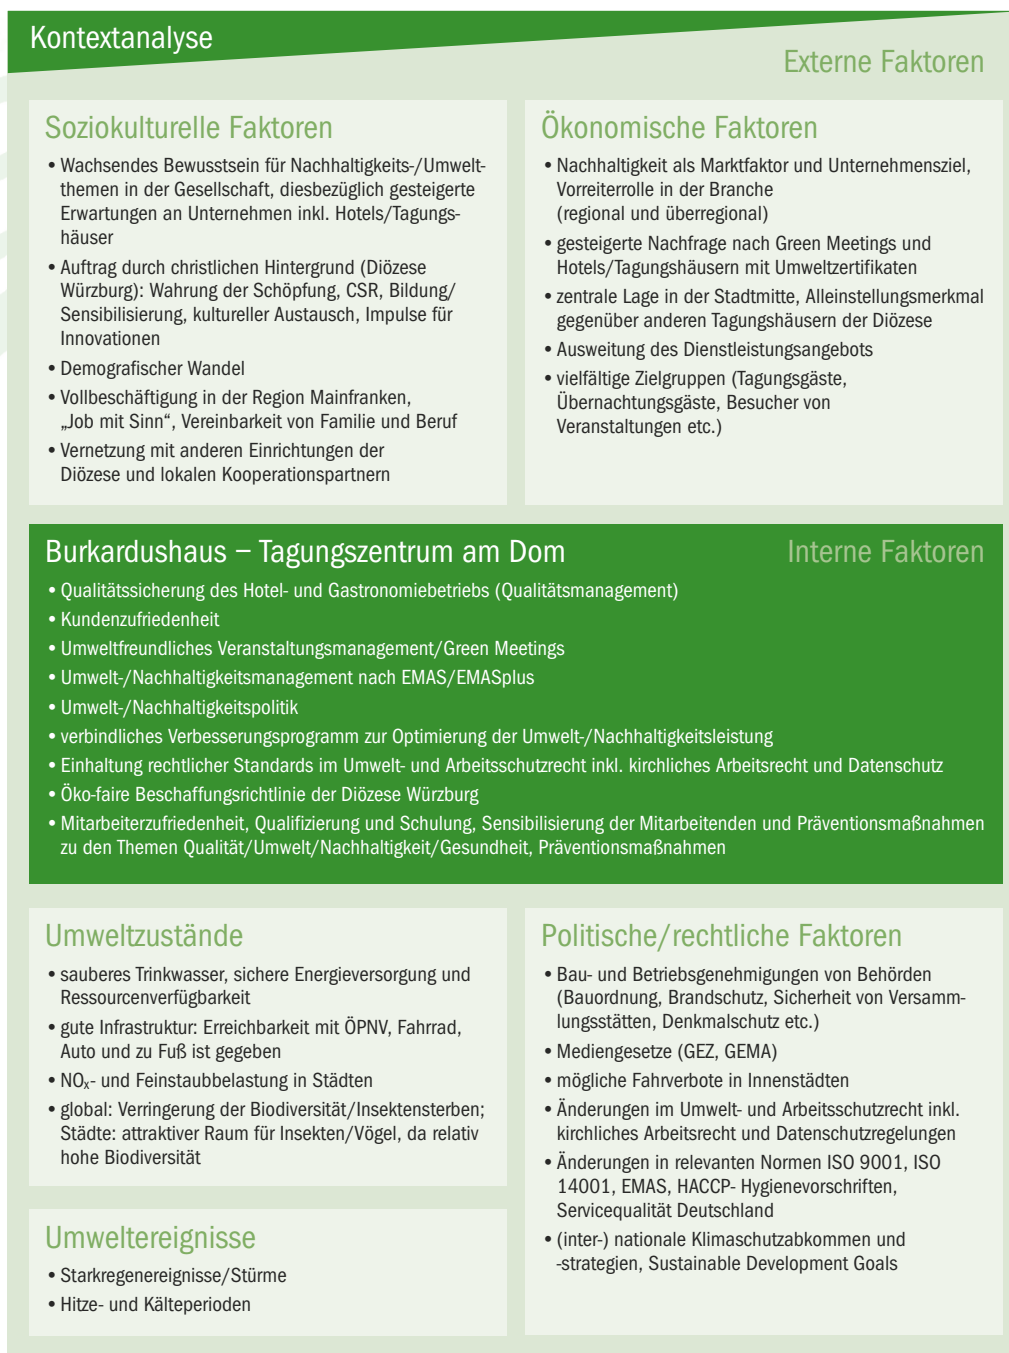 Kontextanalyse
Externe Faktoren
Soziokulturelle Faktoren
• Wachsendes Bewusstsein für Nachhaltigkeits-/Umwelt-
themen in der Gesellschaft, diesbezüglich gesteigerte
Erwartungen an Unternehmen inkl. Hotels/Tagungs-
häuser
• Auftrag durch christlichen Hintergrund (Diözese
Würzburg): Wahrung der Schöpfung, CSR, Bildung/
Sensibilisierung, kultureller Austausch, Impulse für
Innovationen
• Demografischer Wandel
• Vollbeschäftigung in der Region Mainfranken,
„Job mit Sinn“, Vereinbarkeit von Familie und Beruf
• Vernetzung mit anderen Einrichtungen der
Diözese und lokalen Kooperationspartnern
Ökonomische Faktoren
• Nachhaltigkeit als Marktfaktor und Unternehmensziel,
Vorreiterrolle in der Branche
(regional und überregional)
• gesteigerte Nachfrage nach Green Meetings und
Hotels/Tagungshäusern mit Umweltzertifikaten
• zentrale Lage in der Stadtmitte, Alleinstellungsmerkmal
gegenüber anderen Tagungshäusern der Diözese
• Ausweitung des Dienstleistungsangebots
• vielfältige Zielgruppen (Tagungsgäste,
Übernachtungsgäste, Besucher von
Veranstaltungen etc.)
Burkardushaus – Tagungszentrum am Dom
Interne Faktoren
• Qualitätssicherung des Hotel- und Gastronomiebetriebs (Qualitätsmanagement)
• Kundenzufriedenheit
• Umweltfreundliches Veranstaltungsmanagement/Green Meetings
• Umwelt-/Nachhaltigkeitsmanagement nach EMAS/EMASplus
• Umwelt-/Nachhaltigkeitspolitik
• verbindliches Verbesserungsprogramm zur Optimierung der Umwelt-/Nachhaltigkeitsleistung
• Einhaltung rechtlicher Standards im Umwelt- und Arbeitsschutzrecht inkl. kirchliches Arbeitsrecht und Datenschutz
• Öko-faire Beschaffungsrichtlinie der Diözese Würzburg
• Mitarbeiterzufriedenheit, Qualifizierung und Schulung, Sensibilisierung der Mitarbeitenden und Präventionsmaßnahmen
zu den Themen Qualität/Umwelt/Nachhaltigkeit/Gesundheit, Präventionsmaßnahmen
Umweltzustände
• sauberes Trinkwasser, sichere Energieversorgung und
Ressourcenverfügbarkeit
• gute Infrastruktur: Erreichbarkeit mit ÖPNV, Fahrrad,
Auto und zu Fuß ist gegeben
• NOₓ- und Feinstaubbelastung in Städten
• global: Verringerung der Biodiversität/Insektensterben;
Städte: attraktiver Raum für Insekten/Vögel, da relativ
hohe Biodiversität
Umweltereignisse
• Starkregenereignisse/Stürme
• Hitze- und Kälteperioden
Politische/rechtliche Faktoren
• Bau- und Betriebsgenehmigungen von Behörden
(Bauordnung, Brandschutz, Sicherheit von Versamm-
lungsstätten, Denkmalschutz etc.)
• Mediengesetze (GEZ, GEMA)
• mögliche Fahrverbote in Innenstädten
• Änderungen im Umwelt- und Arbeitsschutzrecht inkl.
kirchliches Arbeitsrecht und Datenschutzregelungen
• Änderungen in relevanten Normen ISO 9001, ISO
14001, EMAS, HACCP- Hygienevorschriften,
Servicequalität Deutschland
• (inter-) nationale Klimaschutzabkommen und
-strategien, Sustainable Development Goals